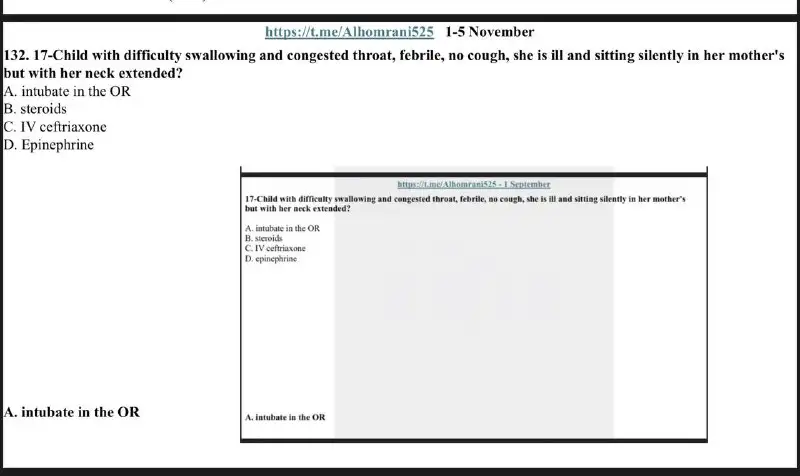 https://t.me/Alhomrani525 1-5 November
132. 17-Child with difficulty swallowing and congested throat, febrile, no cough, she is ill and sitting silently in her mother's
but with her neck extended?
A. intubate in the OR
B. steroids
C. IV ceftriaxone
D. Epinephrine
https://t.me/Alhomrani525 - 1 September
17-Child with difficulty swallowing and congested throat, febrile, no cough, she is ill and sitting silently in her mother's
but with her neck extended?
A. intubate in the OR
B. steroids
C. IV ceftriaxone
D. epinephrine
A. intubate in the OR
A. intubate in the OR